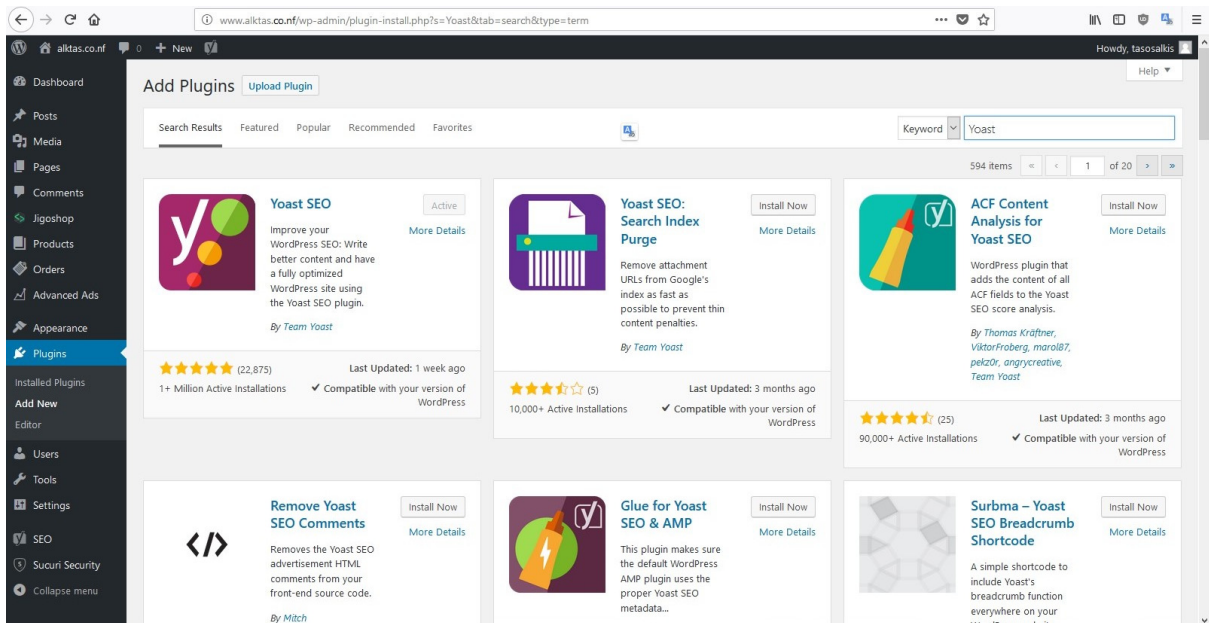 www.alktas.co.nf/wp-admin/plugin-install.php?s=Yoast&tab=search&type=term
alktas.co.nf 0 + New
Howdy, tasosalkis
Dashboard
Posts
Media
Pages
Comments
Jigoshop
Products
Orders
Advanced Ads
Appearance
Plugins
Installed Plugins
Add New
Editor
Users
Tools
Settings
SEO
Sucuri Security
Collapse menu
Help
Add Plugins Upload Plugin
Search Results Featured Popular Recommended Favorites
Keyword Yoast
594 items « ‹ 1 of 20 › »
Yoast SEO
Active
More Details
Improve your
WordPress SEO: Write
better content and have
a fully optimized
WordPress site using
the Yoast SEO plugin.
By Team Yoast
(22,875)
Last Updated: 1 week ago
1+ Million Active Installations
✔ Compatible with your version of
WordPress
Yoast SEO:
Search Index
Purge
Install Now
More Details
Remove attachment
URLs from Google's
index as fast as
possible to prevent thin
content penalties.
By Team Yoast
(5)
Last Updated: 3 months ago
10,000+ Active Installations
✔ Compatible with your version of
WordPress
ACF Content
Analysis for
Yoast SEO
Install Now
More Details
WordPress plugin that
adds the content of all
ACF fields to the Yoast
SEO score analysis.
By Thomas Kräftner,
ViktorFroberg, marol87,
pekz0r, angrycreative,
Team Yoast
(25)
Last Updated: 3 months ago
90,000+ Active Installations
✔ Compatible with your version of
WordPress
</>
Remove Yoast
SEO Comments
Install Now
More Details
Removes the Yoast SEO
advertisement HTML
comments from your
front-end source code.
By Mitch
Glue for Yoast
SEO & AMP
Install Now
More Details
This plugin makes sure
the default WordPress
AMP plugin uses the
proper Yoast SEO
metadata...
Surbma – Yoast
SEO Breadcrumb
Shortcode
Install Now
More Details
A simple shortcode to
include Yoast's
breadcrumb function
everywhere on your